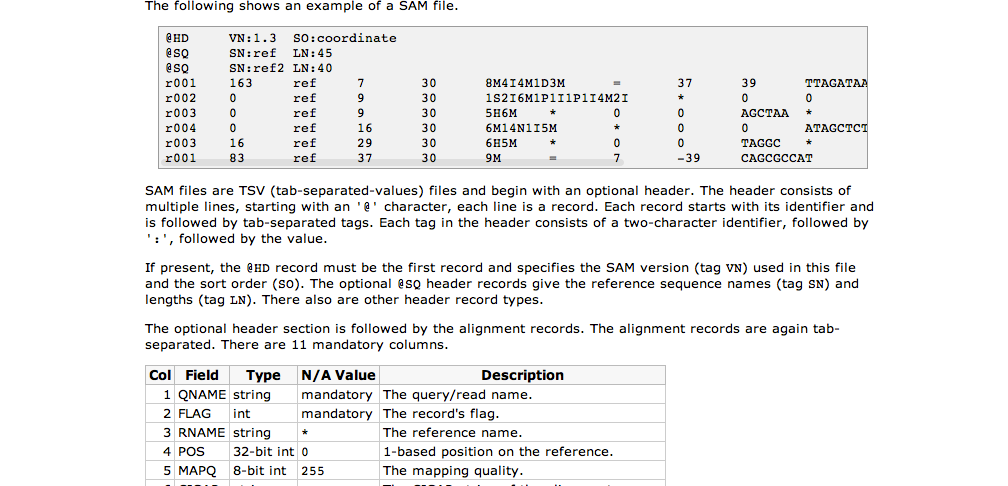 The following shows an example of a SAM file.
@HD VN:1.3 SO:coordinate
@SQ SN:ref LN:45
@SQ SN:ref2 LN:40
r001 163 ref 7 30 8M4I4M1D3M = 37 39 TTAGATAA
r002 0 ref 9 30 1S2I6M1P1I1P1I4M2I * 0 0
r003 0 ref 9 30 5H6M * 0 0 AGCTAA *
r004 0 ref 16 30 6M14N1I5M * 0 0 ATAGCTCT
r003 16 ref 29 30 6H5M * 0 0 TAGGC *
r001 83 ref 37 30 9M = 7 -39 CAGCGCCAT
SAM files are TSV (tab-separated-values) files and begin with an optional header. The header consists of
multiple lines, starting with an '@' character, each line is a record. Each record starts with its identifier and
is followed by tab-separated tags. Each tag in the header consists of a two-character identifier, followed by
':', followed by the value.
If present, the @HD record must be the first record and specifies the SAM version (tag VN) used in this file
and the sort order (SO). The optional @SQ header records give the reference sequence names (tag SN) and
lengths (tag LN). There also are other header record types.
The optional header section is followed by the alignment records. The alignment records are again tab-
separated. There are 11 mandatory columns.
Col Field Type N/A Value Description
1 QNAME string mandatory The query/read name.
2 FLAG int mandatory The record's flag.
3 RNAME string * The reference name.
4 POS 32-bit int 0 1-based position on the reference.
5 MAPQ 8-bit int 255 The mapping quality.